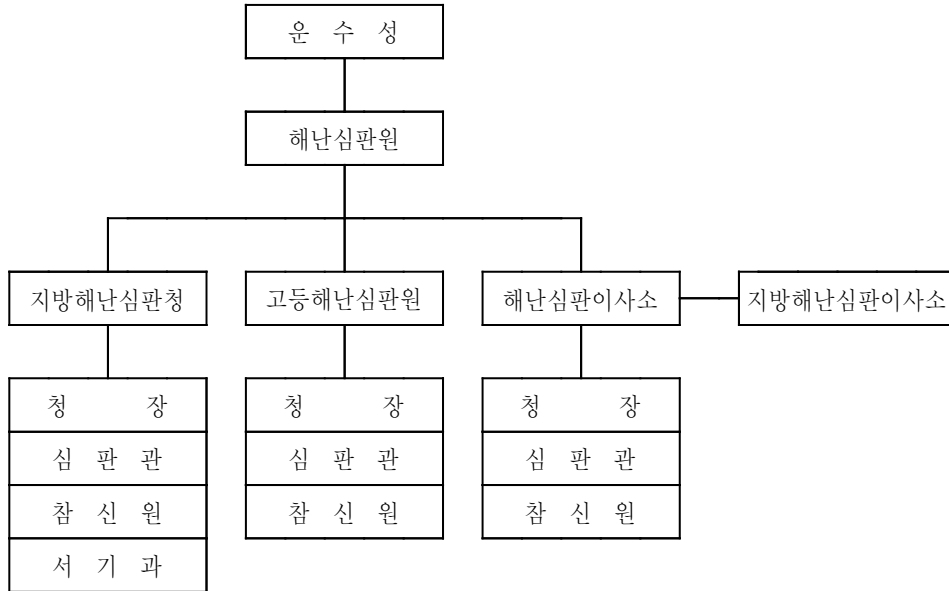 운 수 성
해난심판원
지방해난심판청 고등해난심판원 해난심판이사소 지방해난심판이사소
청 장 청 장 청 장
심 판 관 심 판 관 심 판 관
참 신 원 참 신 원 참 신 원
서 기 과